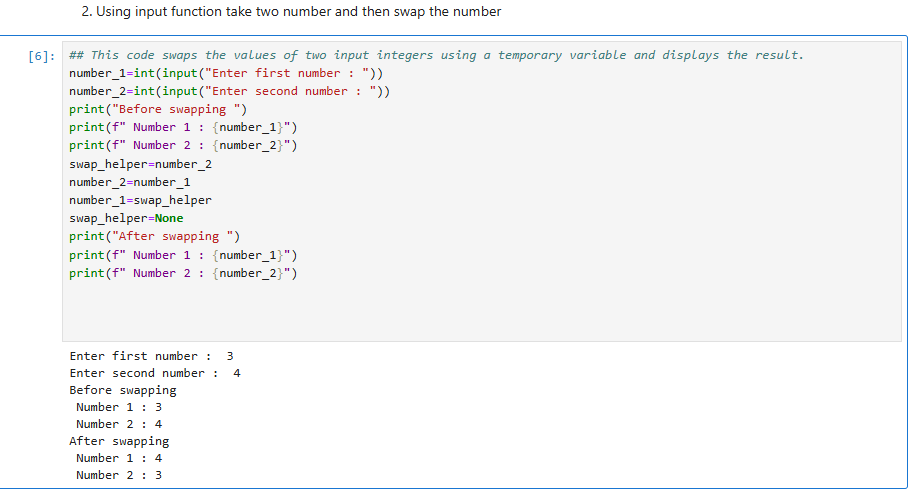 2. Using input function take two number and then swap the number
[6]: ## This code swaps the values of two input integers using a temporary variable and displays the result.
number_1=int(input("Enter first number : "))
number_2=int(input("Enter second number : "))
print("Before swapping ")
print(f" Number 1 : {number_1}")
print(f" Number 2 : {number_2}")
swap_helper=number_2
number_2=number_1
number_1=swap_helper
swap_helper=None
print("After swapping ")
print(f" Number 1 : {number_1}")
print(f" Number 2 : {number_2}")
Enter first number :  3
Enter second number :  4
Before swapping
 Number 1 : 3
 Number 2 : 4
After swapping
 Number 1 : 4
 Number 2 : 3